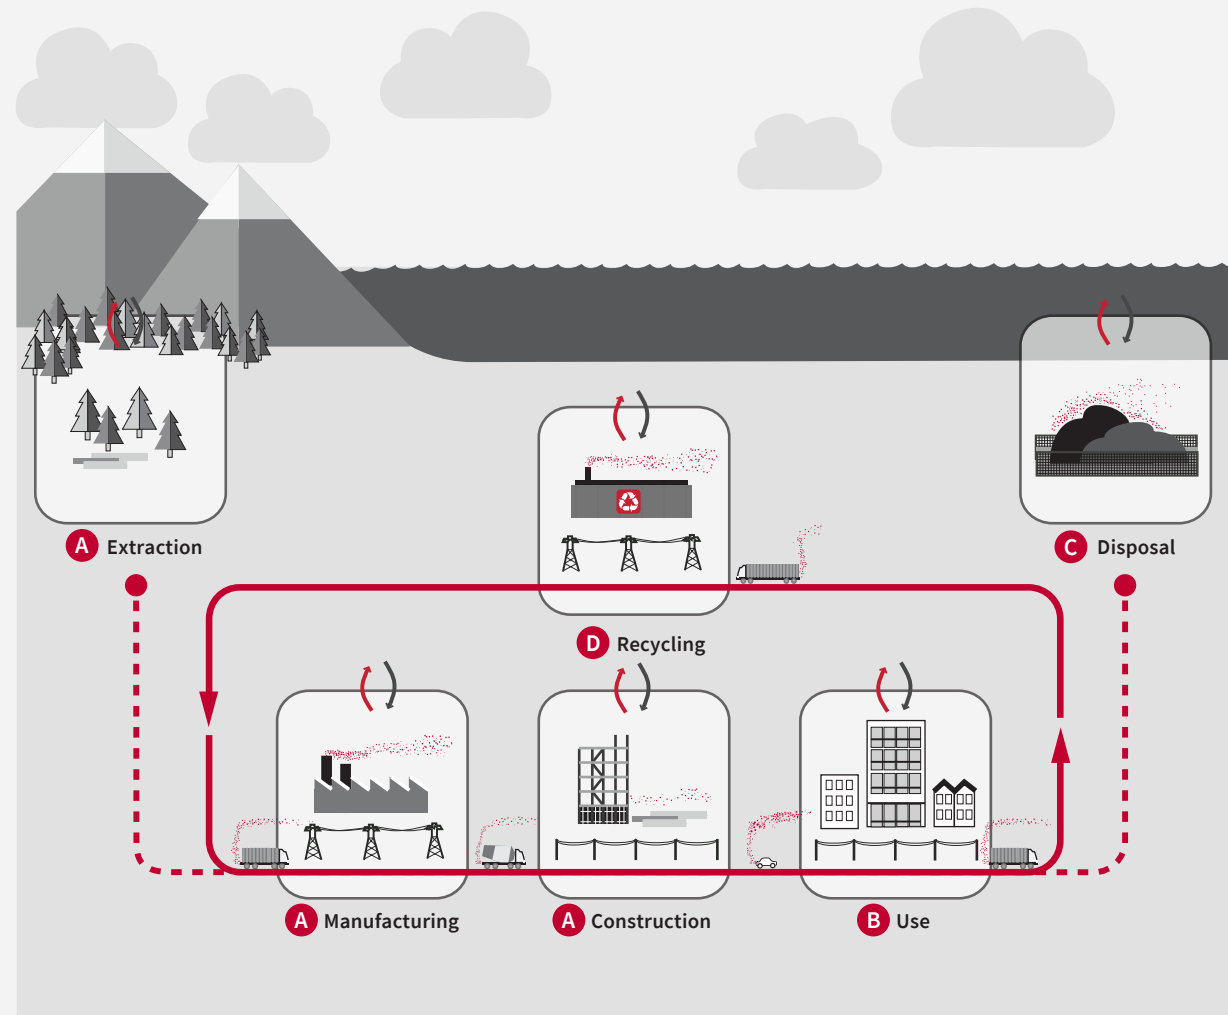 A Extraction
C Disposal
D Recycling
A Manufacturing
A Construction
B Use